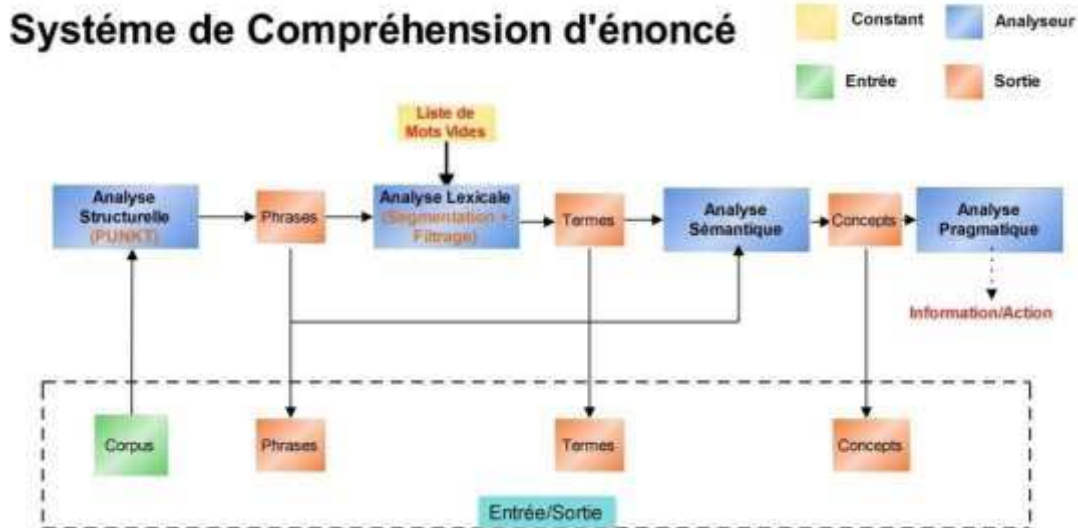 Systéme de Compréhension d'énoncé
Constant
Analyseur
Entrée
Sortie
Liste de
Mots Vides
Analyse
Structurelle
(PUNKT)
Phrases
Analyse Lexicale
(Segmentation +
Filtrage)
Termes
Analyse
Sémantique
Concepts
Analyse
Pragmatique
Information/Action
Corpus
Phrases
Termes
Concepts
Entrée/Sortie